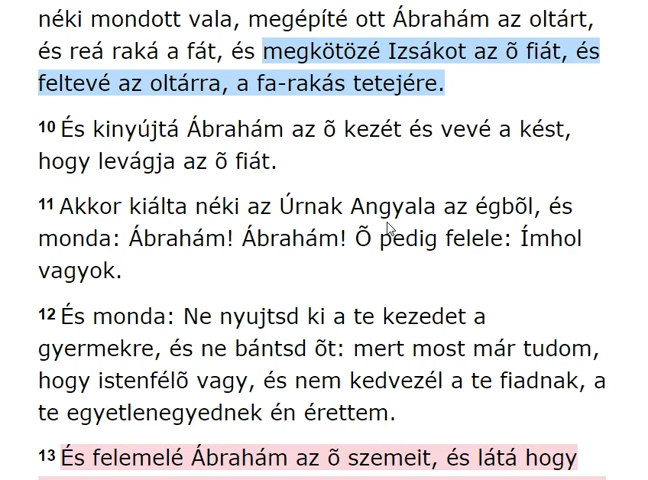 néki mondott vala, megépíté ott Ábrahám az oltárt,
és reá raká a fát, és megkötözé Izsákot az õ fiát, és
feltevé az oltárra, a fa-rakás tetejére.
10 És kinyújtá Ábrahám az õ kezét és vevé a kést,
hogy levágja az õ fiát.
11 Akkor kiálta néki az Úrnak Angyala az égbõl, és
monda: Ábrahám! Ábrahám! Õ pedig felele: Ímhol
vagyok.
12 És monda: Ne nyujtsd ki a te kezedet a
gyermekre, és ne bántsd õt: mert most már tudom,
hogy istenfélõ vagy, és nem kedvezél a te fiadnak, a
te egyetlenegyednek én érettem.
13 És felemelé Ábrahám az õ szemeit, és látá hogy